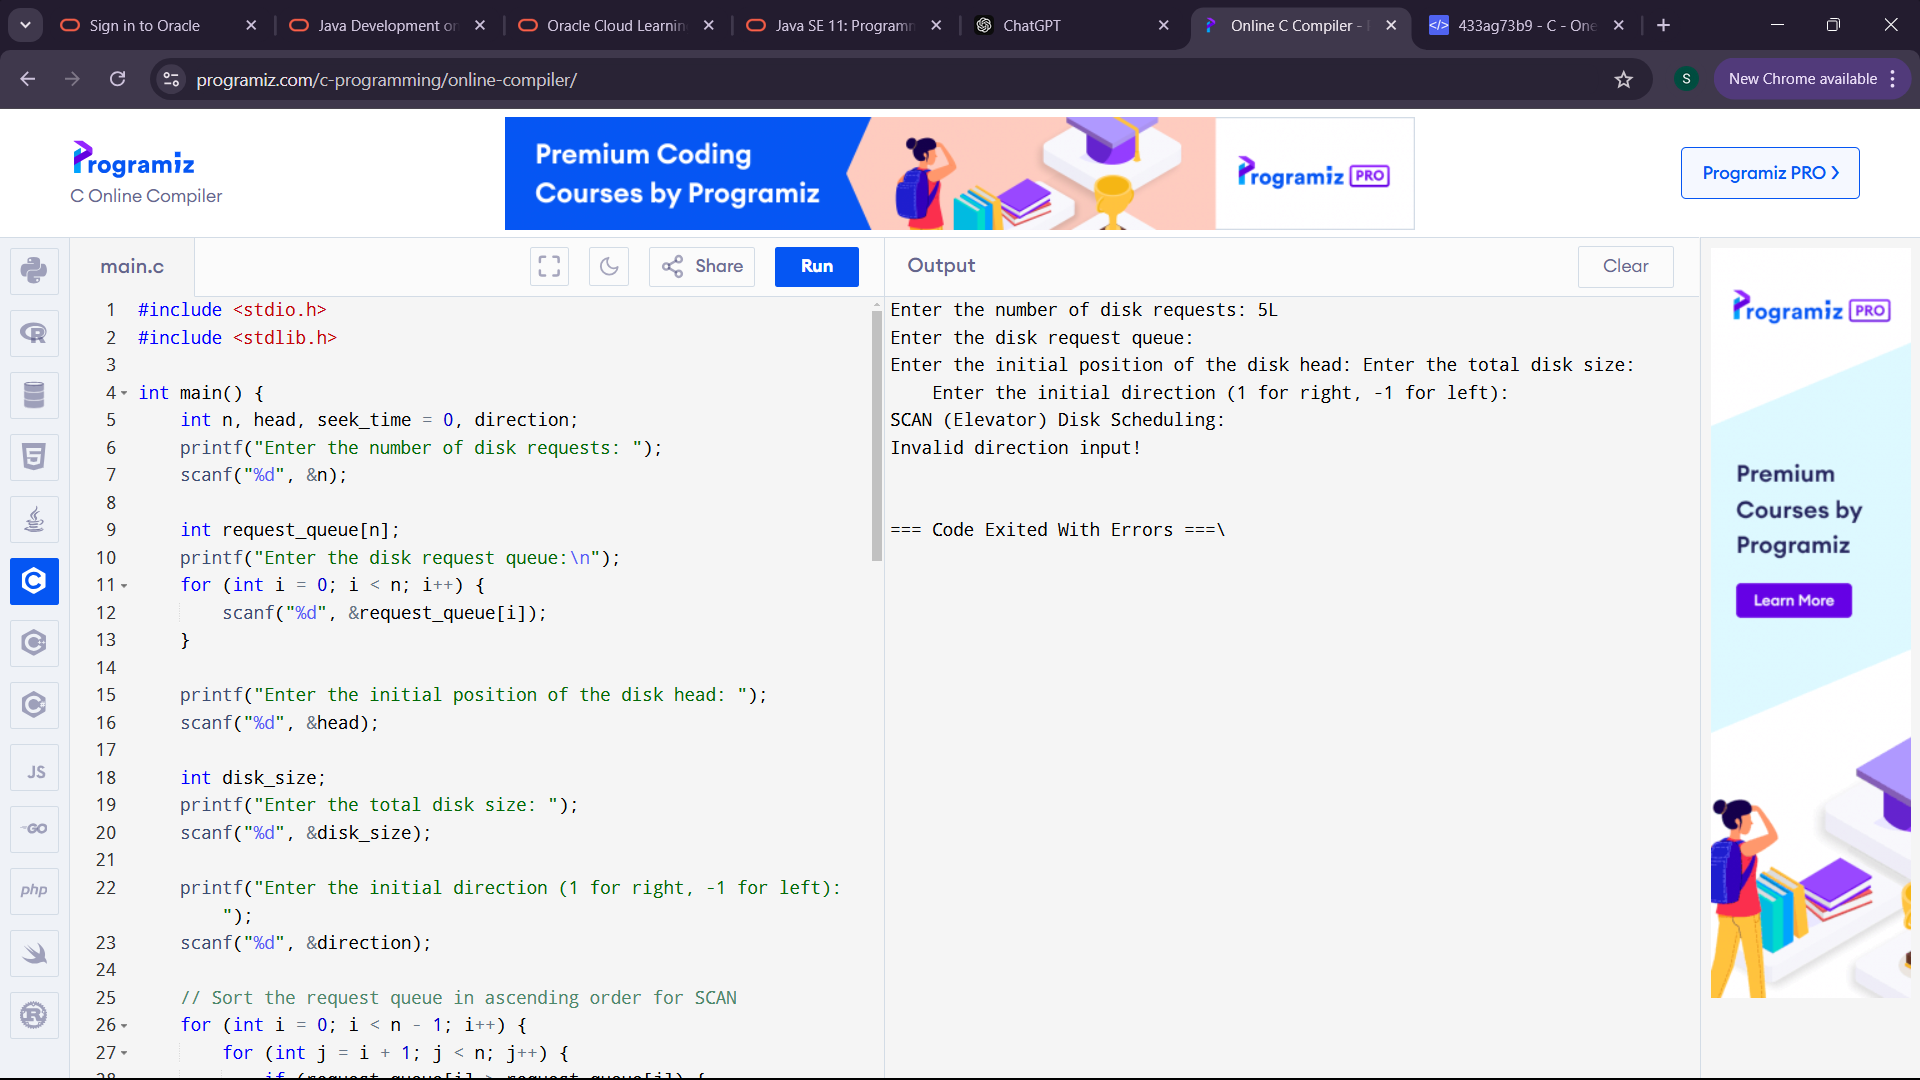 Sign in to Oracle
Java Development on
Oracle Cloud Learnin
Java SE 11: Programm
ChatGPT
Online C Compiler -
433ag73b9 - C - One
programiz.com/c-programming/online-compiler/
S
New Chrome available
Programiz
C Online Compiler
Premium Coding
Courses by Programiz
Programiz PRO
Programiz PRO ›
main.c
Share
Run
Output
Clear
1 #include <stdio.h>
2 #include <stdlib.h>
3
4 int main() {
5 int n, head, seek_time = 0, direction;
6 printf("Enter the number of disk requests: ");
7 scanf("%d", &n);
8
9 int request_queue[n];
10 printf("Enter the disk request queue:\n");
11 for (int i = 0; i < n; i++) {
12 scanf("%d", &request_queue[i]);
13 }
14
15 printf("Enter the initial position of the disk head: ");
16 scanf("%d", &head);
17
18 int disk_size;
19 printf("Enter the total disk size: ");
20 scanf("%d", &disk_size);
21
22 printf("Enter the initial direction (1 for right, -1 for left):
");
23 scanf("%d", &direction);
24
25 // Sort the request queue in ascending order for SCAN
26 for (int i = 0; i < n - 1; i++) {
27 for (int j = i + 1; j < n; j++) {
28 if (request_queue[i] > request_queue[j]) {
Enter the number of disk requests: 5L
Enter the disk request queue:
Enter the initial position of the disk head: Enter the total disk size:
Enter the initial direction (1 for right, -1 for left):
SCAN (Elevator) Disk Scheduling:
Invalid direction input!
=== Code Exited With Errors ===\
Programiz PRO
Premium
Courses by
Programiz
Learn More
JS
GO
php